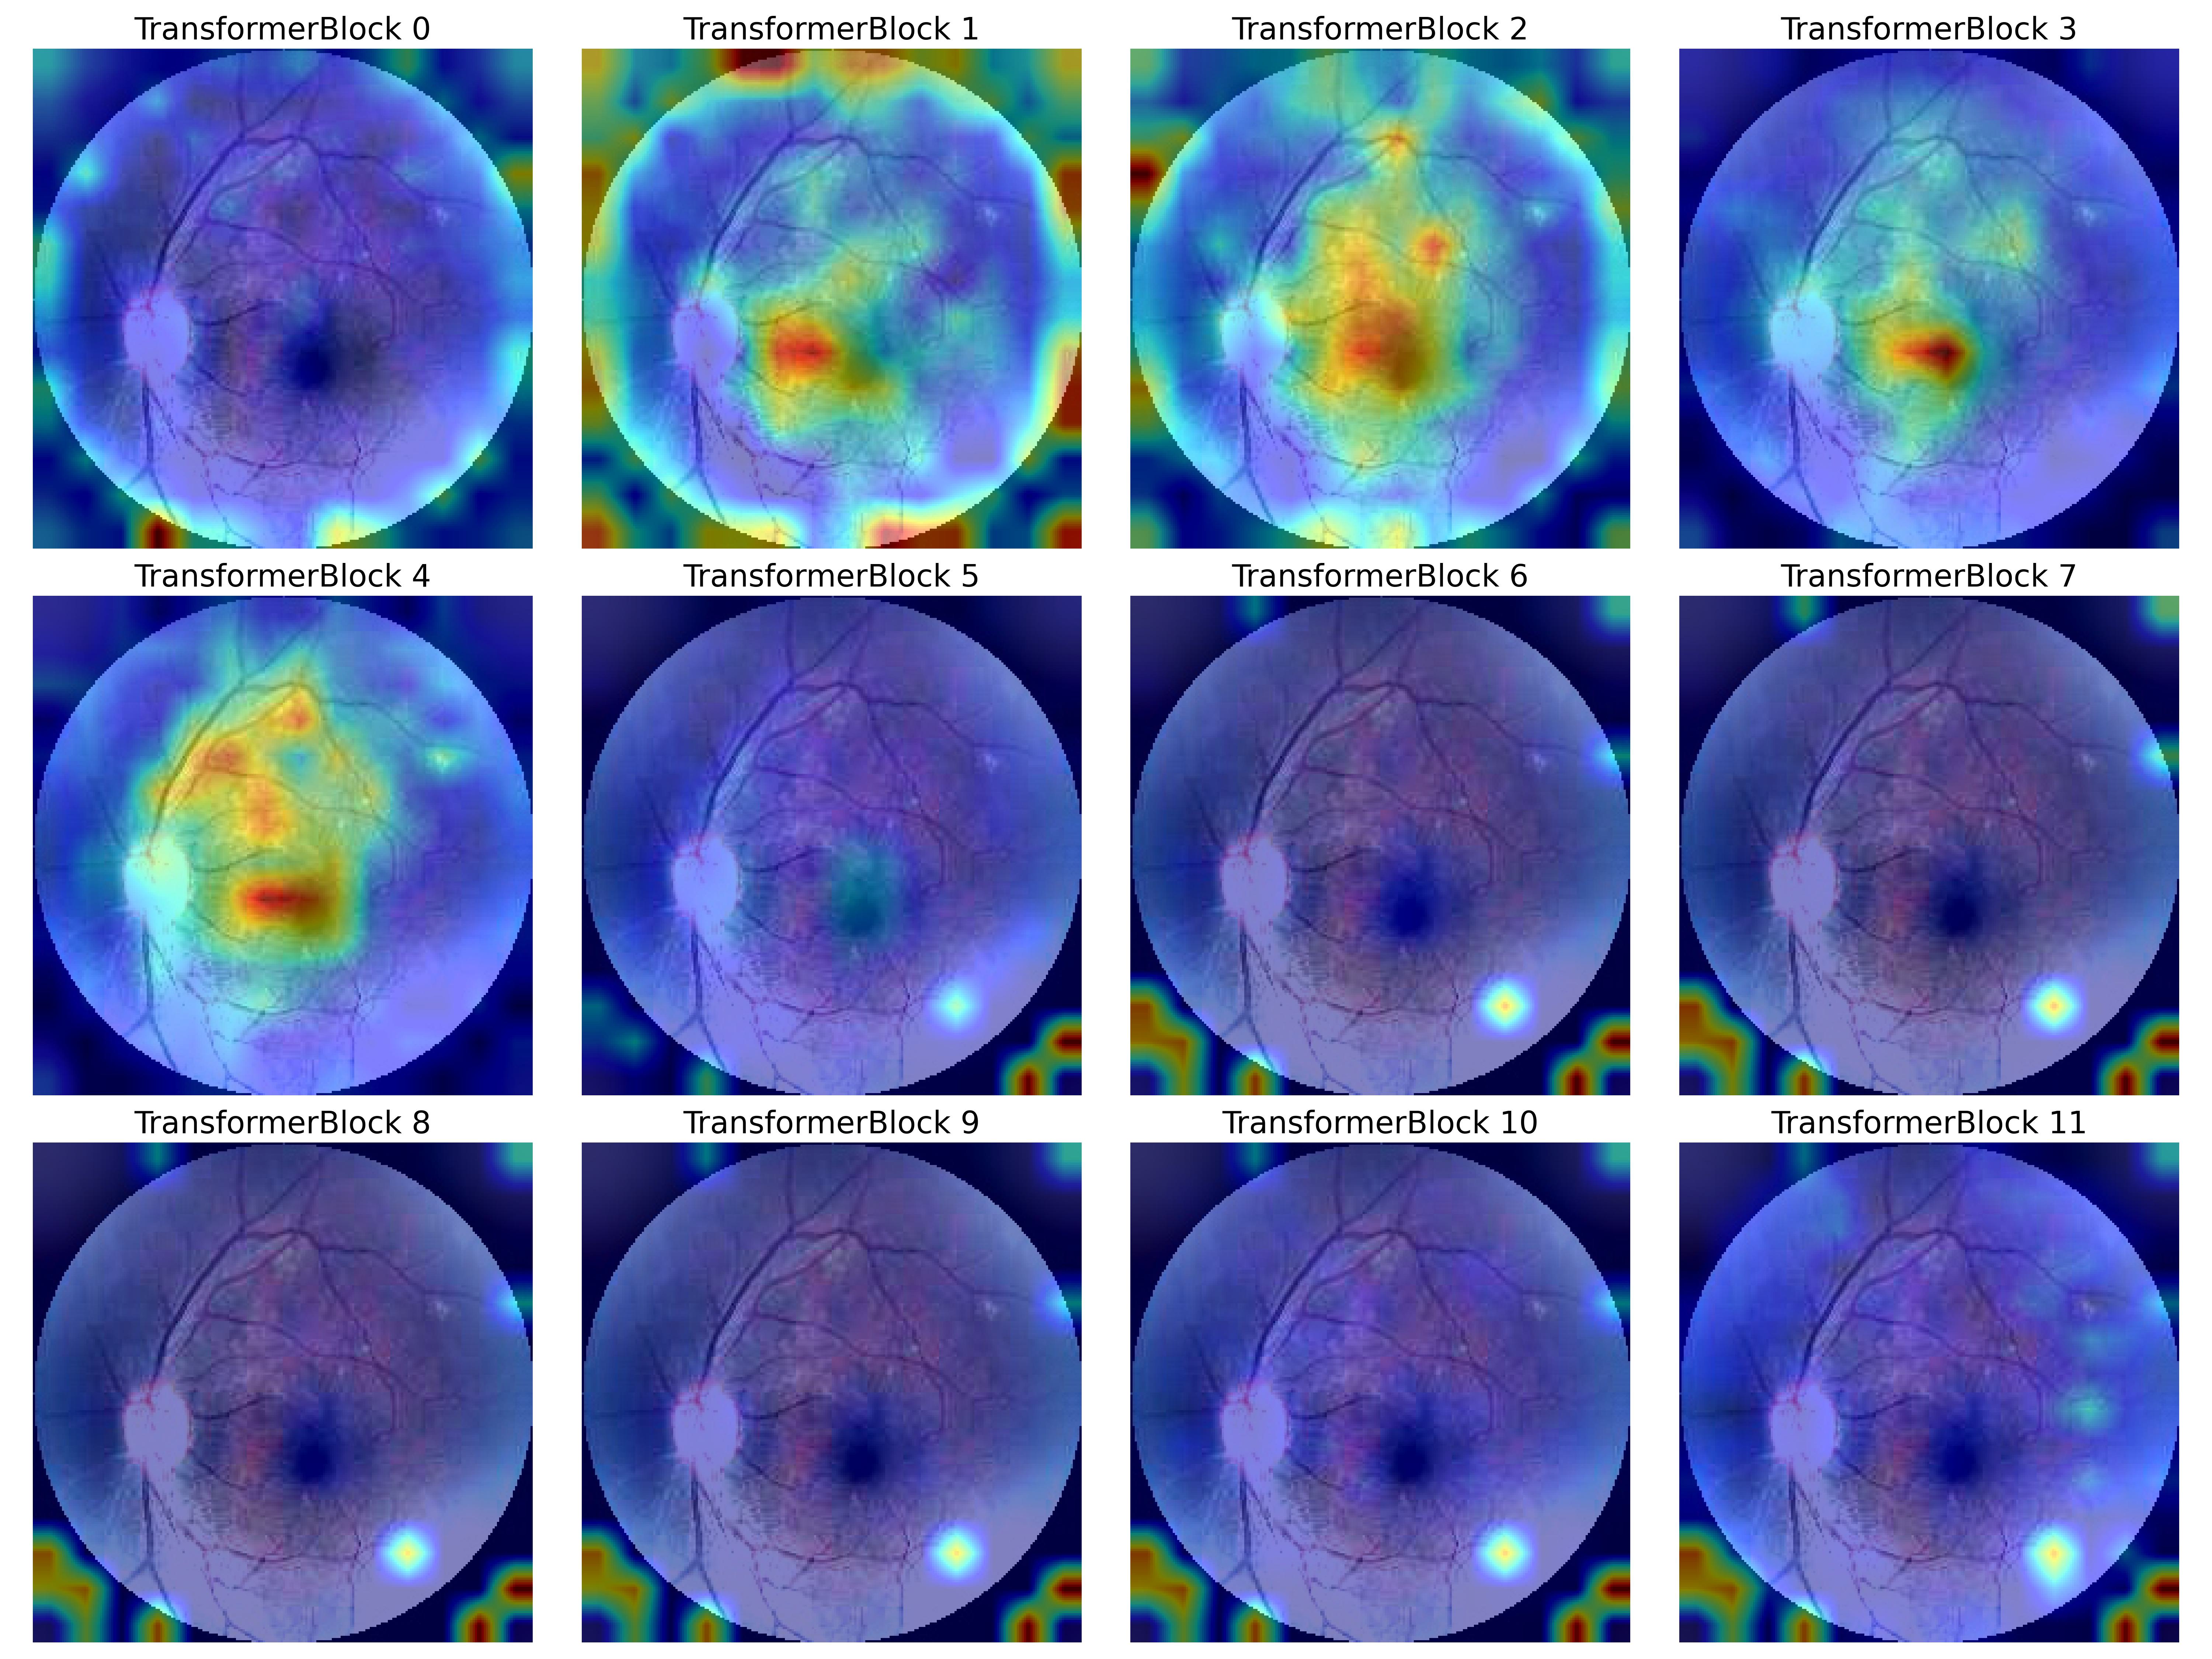 TransformerBlock 0
TransformerBlock 1
TransformerBlock 2
TransformerBlock 3
TransformerBlock 4
TransformerBlock 5
TransformerBlock 6
TransformerBlock 7
TransformerBlock 8
TransformerBlock 9
TransformerBlock 10
TransformerBlock 11